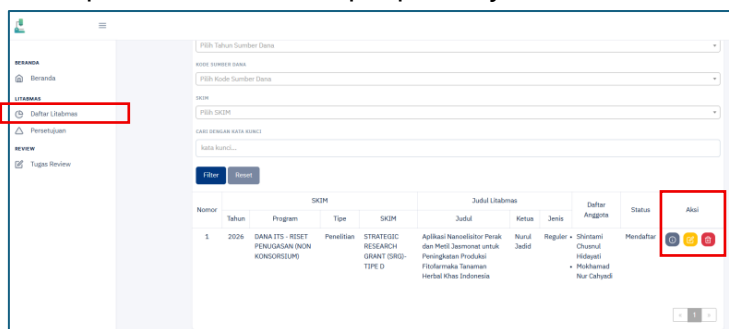 Pilih Tahun Sumber Dana
BERANDA
KODE SUMBER DANA
Beranda
Pilih Kode Sumber Dana
LITABMAS
SKIM
Daftar Litabmas
Pilih SKIM
Persetujuan
CARI DENGAN KATA KUNCI
REVIEW
kata kunci...
Tugas Review
Filter Reset
Nomor SKIM Judul Litabmas Daftar Anggota Status Aksi
Tahun Program Tipe SKIM Judul Ketua Jenis
1 2026 DANA ITS - RISET PENUGASAN (NON KONSORSIUM) Penelitian STRATEGIC RESEARCH GRANT (SRG)- TIPE D Aplikasi Nanoelisitor Perak dan Metil Jasmonat untuk Peningkatan Produksi Fitofarmaka Tanaman Herbal Khas Indonesia Nurul Jadid Reguler • Shintami Chusnul Hidayati • Mokhamad Nur Cahyadi Mendaftar
< 1 >